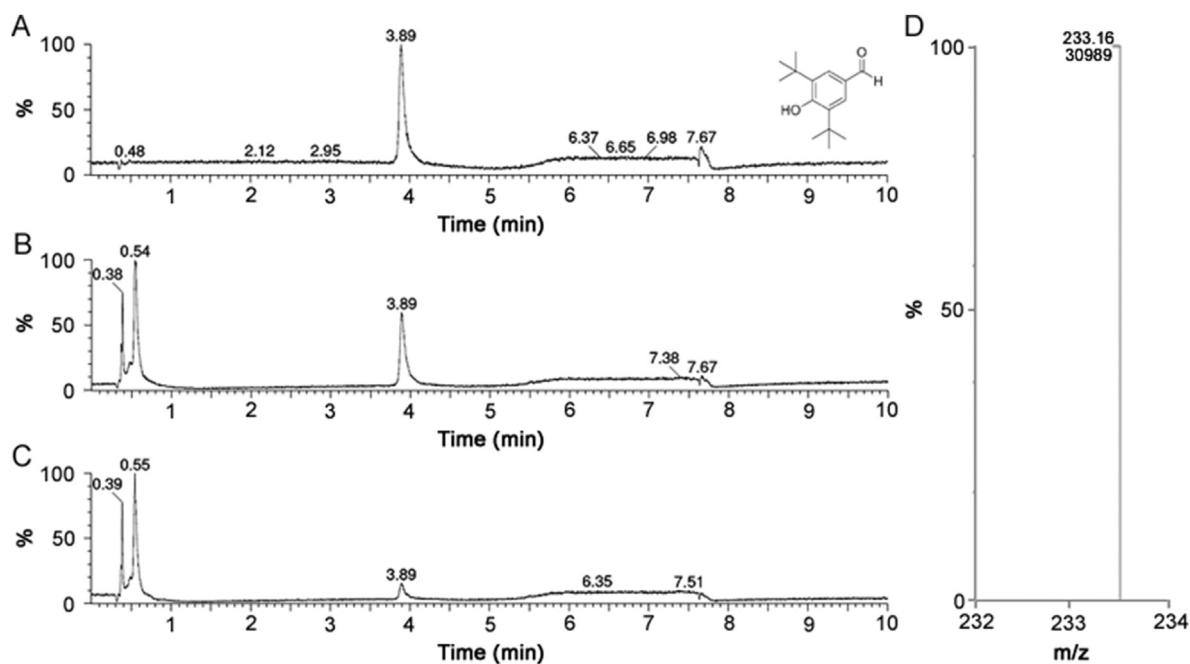 A
100
50
0
%
0.48
2.12
2.95
3.89
6.37
6.65
6.98
7.67
O
H
HO
1 2 3 4 5 6 7 8 9 10
Time (min)
B
100
50
0
%
0.38
0.54
3.89
7.38
7.67
1 2 3 4 5 6 7 8 9 10
Time (min)
C
100
50
0
%
0.39
0.55
3.89
6.35
7.51
1 2 3 4 5 6 7 8 9 10
Time (min)
D
233.16
30989
100
50
0
%
232 233 234
m/z